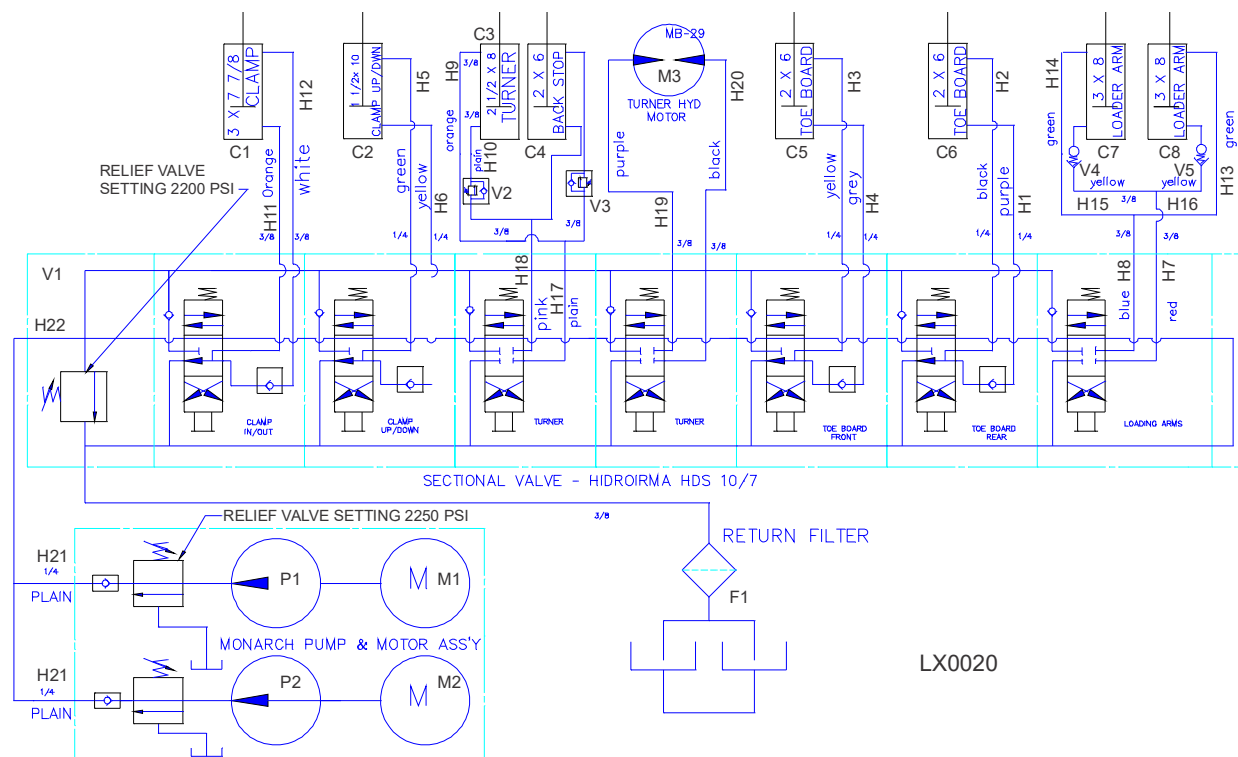 C3
MB-29
M3
TURNER HYD
MOTOR
3 X 7 7/8
CLAMP
H12
1 1/2x 10
CLAMP UP/DWN
H5
H9
3/8
3/8
2 1/2 X 8
TURNER
2 X 6
BACK STOP
H20
2 X 6
TOE BOARD
H3
2 X 6
TOE BOARD
H2
H14
3 X 8
LOADER ARM
3 X 8
LOADER ARM
C1
C2
orange
plain
H10
C4
purple
black
C5
C6
green
V4
C7
C8
V5
green
H13
RELIEF VALVE
SETTING 2200 PSI
Orange
white
H11
3/8
3/8
green
yellow
H6
1/4
1/4
V2
V3
3/8
3/8
H19
3/8
3/8
yellow
grey
H4
1/4
1/4
black
purple
H1
1/4
1/4
yellow
yellow
3/8
H15
H16
3/8
3/8
V1
H22
H18
H17
pink
plain
H8
H7
blue
red
CLAMP
IN/OUT
CLAMP
UP/DOWN
TURNER
TURNER
TOE BOARD
FRONT
TOE BOARD
REAR
LOADING ARMS
SECTIONAL VALVE - HIDROIRMA HDS 10/7
RELIEF VALVE SETTING 2250 PSI
3/8
RETURN FILTER
F1
H21
1/4
PLAIN
P1
M
M1
MONARCH PUMP & MOTOR ASS'Y
H21
1/4
PLAIN
P2
M
M2
LX0020